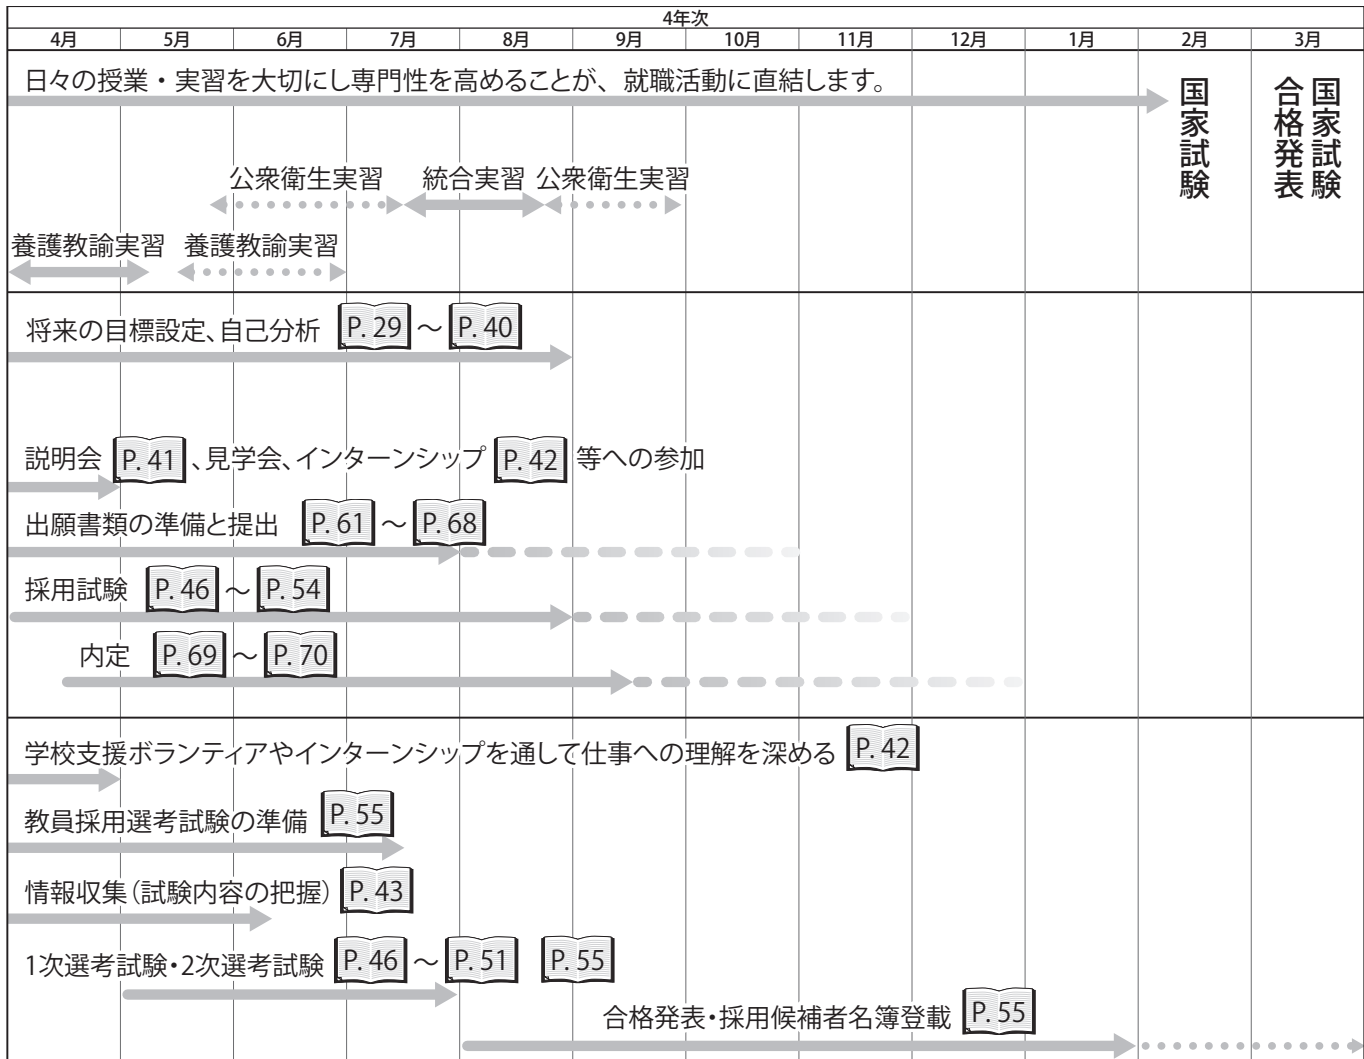 4年次
4月 5月 6月 7月 8月 9月 10月 11月 12月 1月 2月 3月
日々の授業・実習を大切にし専門性を高めることが、就職活動に直結します。
国家試験
国家試験
合格発表
公衆衛生実習 統合実習 公衆衛生実習
養護教諭実習 養護教諭実習
将来の目標設定、自己分析 P. 29 〜 P. 40
説明会 P. 41 、見学会、インターンシップ P. 42 等への参加
出願書類の準備と提出 P. 61 〜 P. 68
採用試験 P. 46 〜 P. 54
内定 P. 69 〜 P. 70
学校支援ボランティアやインターンシップを通して仕事への理解を深める P. 42
教員採用選考試験の準備 P. 55
情報収集（試験内容の把握） P. 43
1次選考試験・2次選考試験 P. 46 〜 P. 51 P. 55
合格発表・採用候補者名簿登載 P. 55